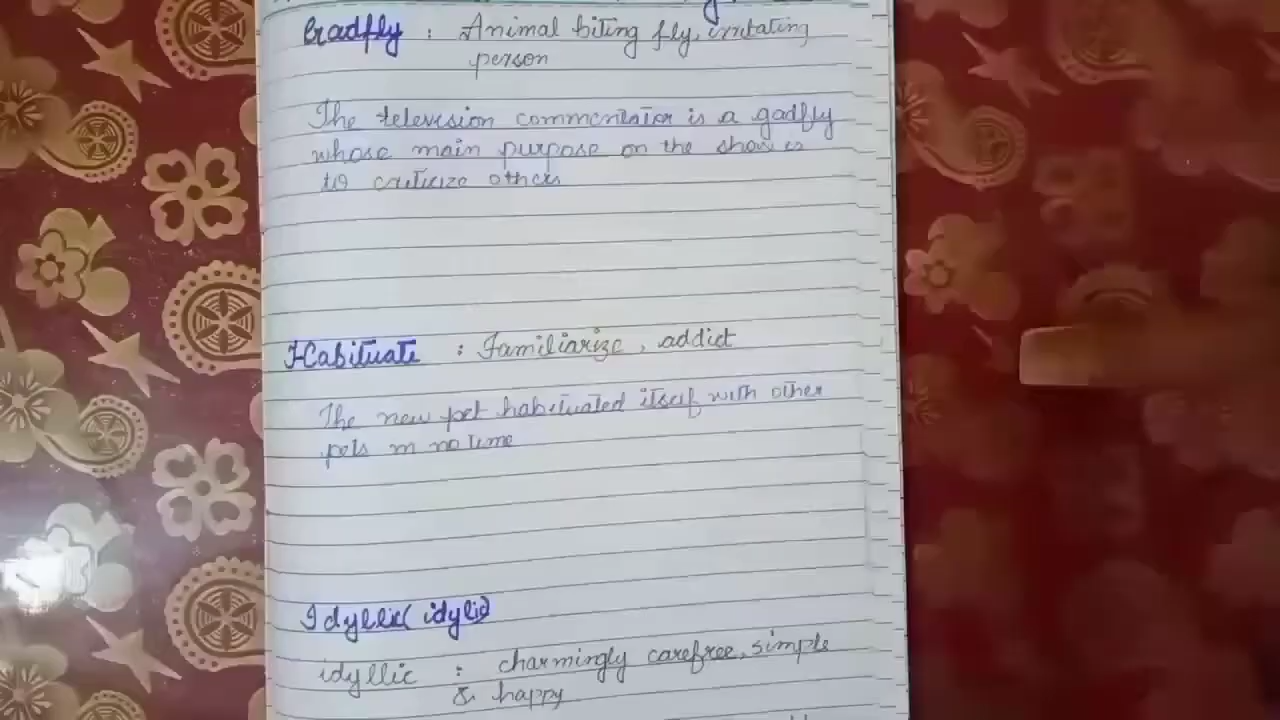 Gadfly : Animal biting fly, irritating
person
The television commentator is a gadfly
whose main purpose on the show is
to criticize others
Habituate : Familiarize, addict
The new pet habituated itself with other
pets in no time
Idyllic( idylic)
idyllic : charmingly carefree, simple
& happy